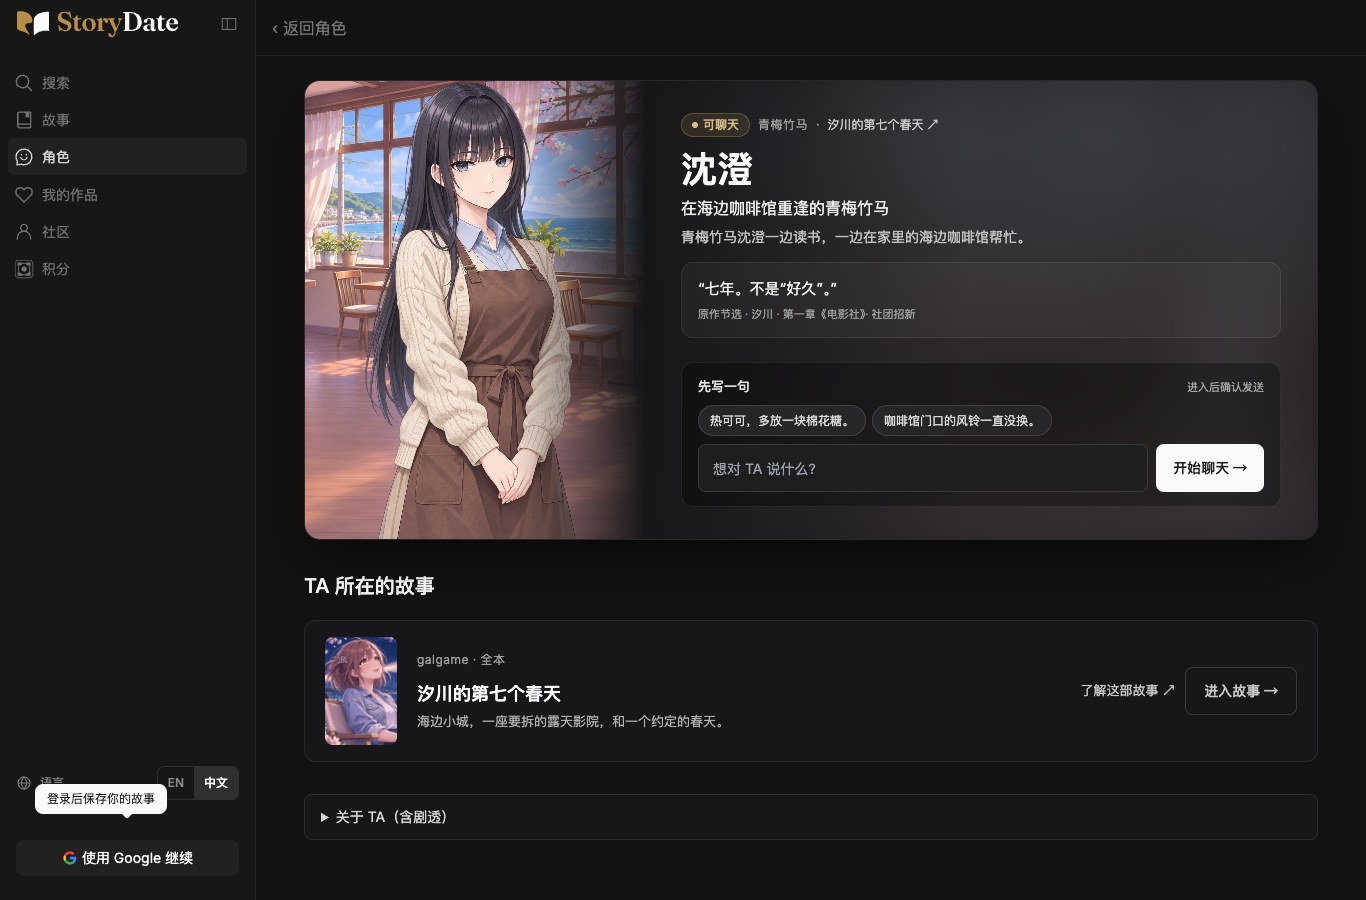 StoryDate
搜索
故事
角色
我的作品
社区
积分
语言
EN 中文
登录后保存你的故事
使用 Google 继续
‹ 返回角色
可聊天 青梅竹马 · 汐川的第七个春天 ↗
沈澄
在海边咖啡馆重逢的青梅竹马
青梅竹马沈澄一边读书，一边在家里的海边咖啡馆帮忙。
“七年。不是“好久”。”
原作节选 · 汐川 · 第一章《电影社》· 社团招新
先写一句 进入后确认发送
热可可，多放一块棉花糖。 咖啡馆门口的风铃一直没换。
想对 TA 说什么？ 开始聊天 →
TA 所在的故事
galgame · 全本
汐川的第七个春天
海边小城，一座要拆的露天影院，和一个约定的春天。
了解这部故事 ↗ 进入故事 →
▶ 关于 TA（含剧透）